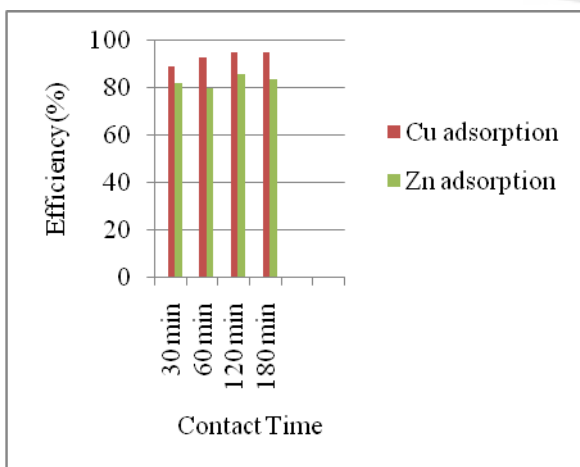 Efficiency (%)
100
80
60
40
20
0
30 min
60 min
120 min
180 min
Contact Time
Cu adsorption
Zn adsorption